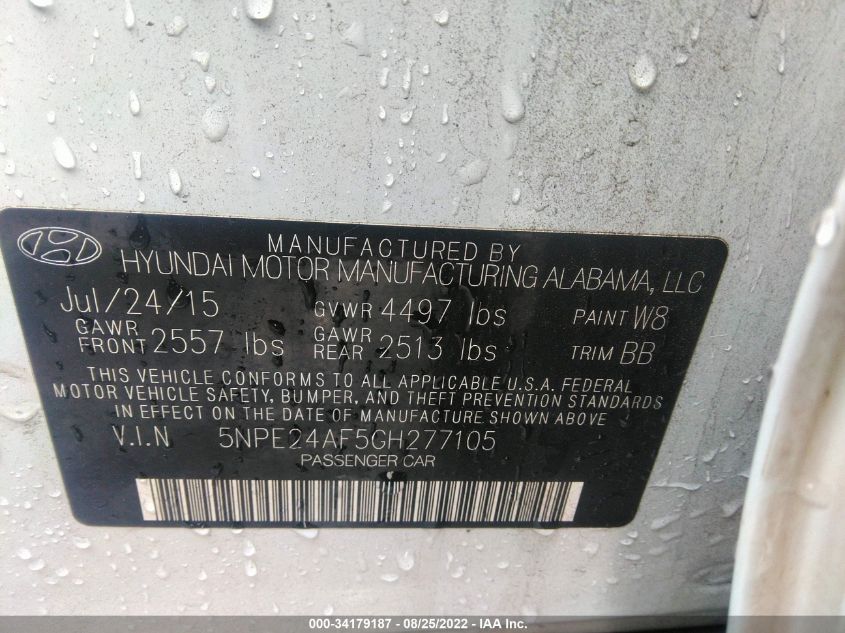 MANUFACTURED BY
HYUNDAI MOTOR MANUFACTURING ALABAMA, LLC
Jul/24/15 GVWR 4497 lbs PAINT W8
GAWR FRONT 2557 lbs GAWR REAR 2513 lbs TRIM BB
THIS VEHICLE CONFORMS TO ALL APPLICABLE U.S.A. FEDERAL
MOTOR VEHICLE SAFETY, BUMPER, AND THEFT PREVENTION STANDARDS
IN EFFECT ON THE DATE OF MANUFACTURE SHOWN ABOVE
V.I.N 5NPE24AF5GH277105
PASSENGER CAR
000-34179187 - 08/25/2022 - IAA Inc.